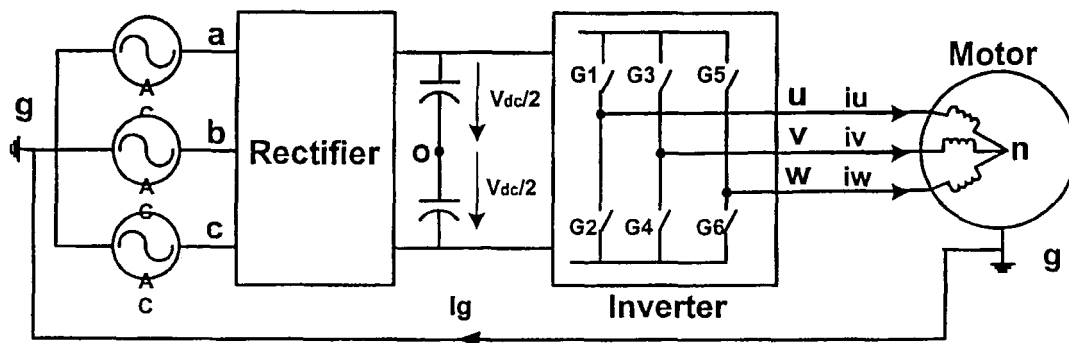 a
A
C
g
b
A
C
c
A
C
Rectifier
Vdc/2
o
Vdc/2
G1
G3
G5
G2
G4
G6
Inverter
u
iu
v
iv
w
iw
Motor
n
g
Ig